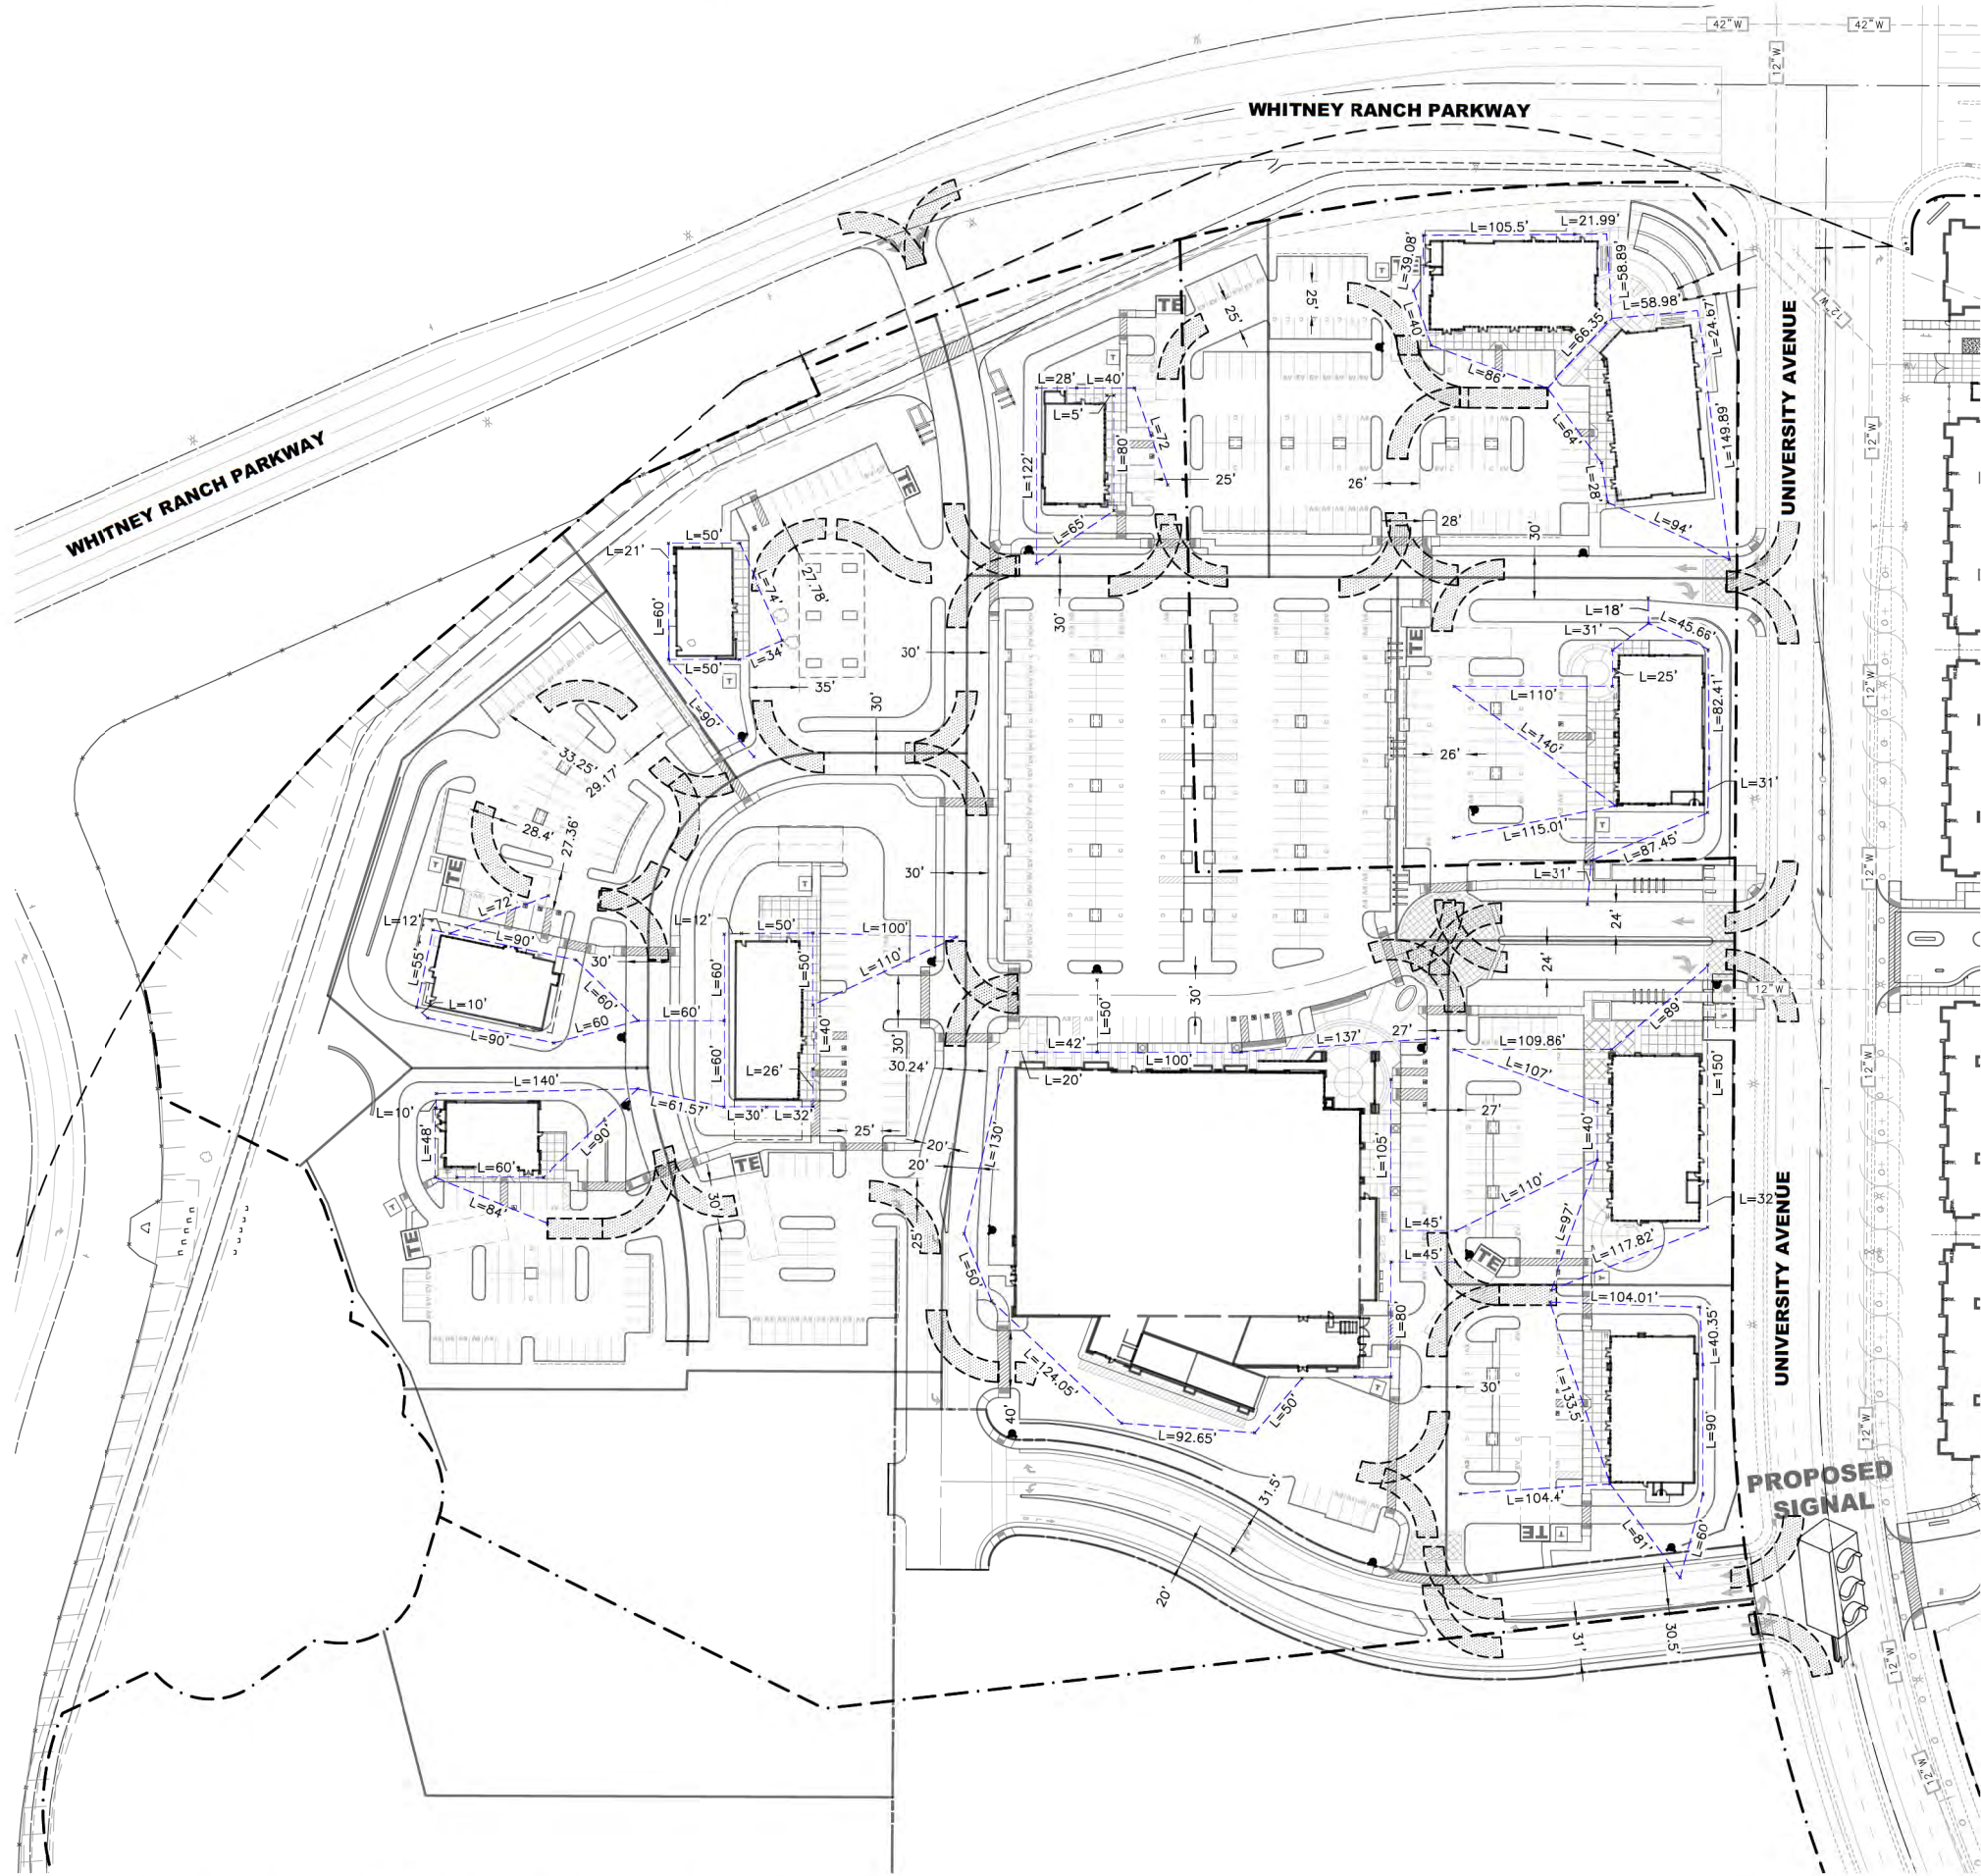 42"W
42"W
12"W
WHITNEY RANCH PARKWAY
WHITNEY RANCH PARKWAY
UNIVERSITY AVENUE
UNIVERSITY AVENUE
PROPOSED
SIGNAL
L=105.5'
L=21.99'
L=39.08'
L=58.89'
L=40'
L=58.98'
L=24.67'
L=66.35'
L=86'
L=64'
L=149.89'
L=28'
L=94'
12"W
TE
25'
25'
T
T
L=28'
L=40'
L=5'
L=72
L=80'
L=122'
L=65'
25'
26'
28'
30'
30'
12"W
12"W
TE
L=50'
L=21'
L=74'
27.78'
L=60'
L=34'
L=50'
T
L=90'
35'
30'
30'
TE
L=18'
L=31'
L=45.66'
L=25'
L=110'
L=82.41'
L=140'
26'
L=31'
L=115.01'
T
L=87.45'
L=31'
12"W
12"W
33.25'
29.17'
28.4'
27.36'
T
TE
L=72'
L=12'
L=90'
L=55'
L=10'
30'
L=60'
L=60
L=90'
30'
T
L=12'
L=50'
L=100'
L=60'
L=50'
L=110'
L=60'
L=40'
L=60'
L=26'
L=30'
L=32'
30'
30.24'
25'
20'
20'
24'
24'
12"W
L=50'
30'
L=42'
L=100'
L=137'
L=20'
27'
27'
L=130'
L=105'
L=45'
L=45'
L=80'
L=89'
L=109.86'
L=107'
L=150'
L=40'
L=110'
L=97'
L=32'
L=117.82'
TE
T
12"W
12"W
L=140'
L=10'
L=48'
L=60'
L=90'
L=61.57'
L=84'
T
TE
TE
30'
25'
L=50'
L=124.05'
L=92.65'
L=50'
T
40'
30'
L=104.01'
L=40.35'
L=133.5'
L=90'
L=104.4'
L=81'
L=60'
TE
T
31.5'
20'
31'
30.5'
12"W
12"W
12"W